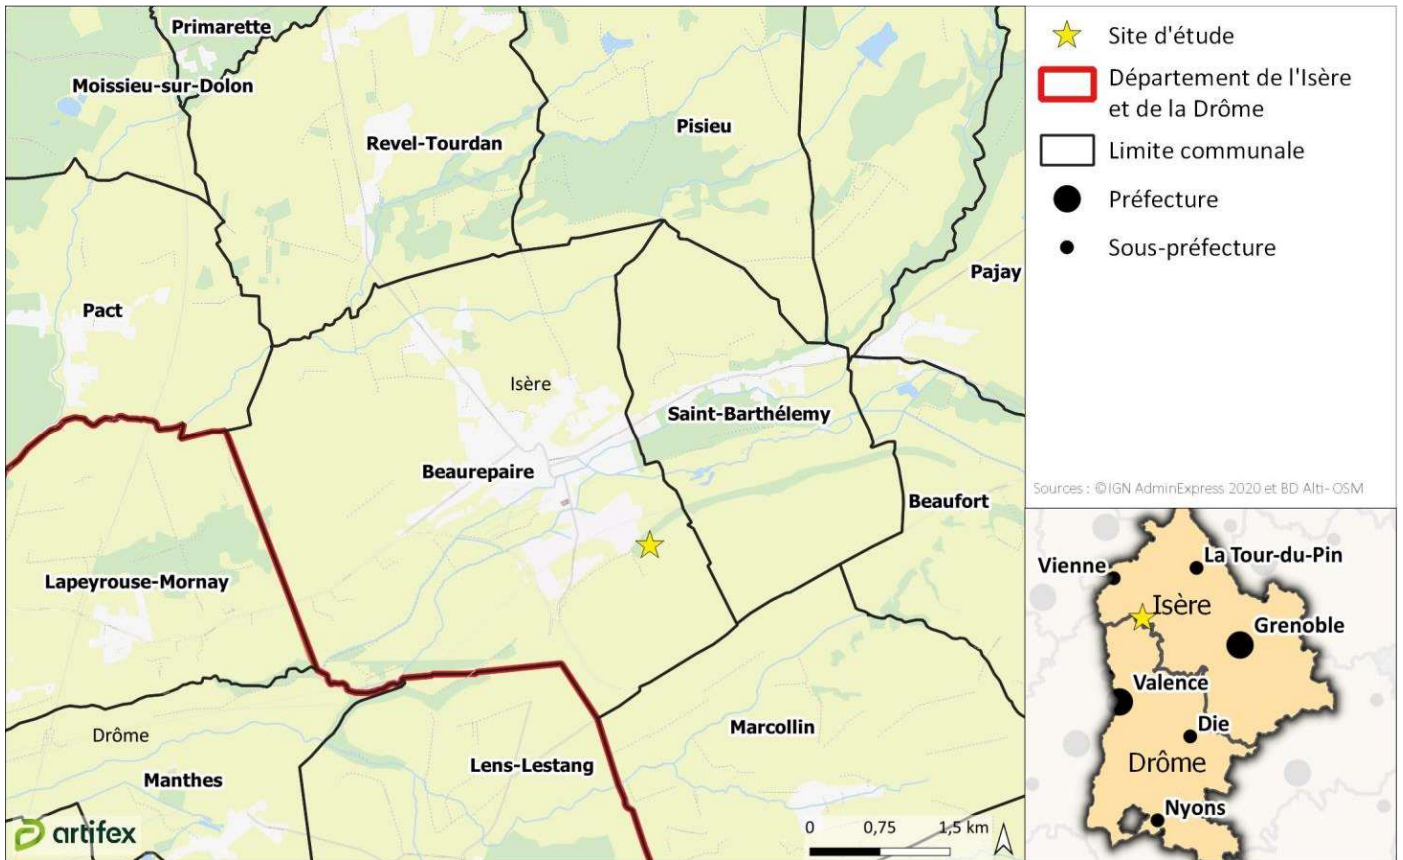 Primarette
Moissieu-sur-Dolon
Revel-Tourdan
Pisieu
Pajay
Pact
Isère
Saint-Barthélemy
Beaurepaire
Beaufort
Lapeyrouse-Mornay
Drôme
Manthes
Lens-Lestang
Marcollin
artifex
0 0,75 1,5 km
Site d'étude
Département de l'Isère
et de la Drôme
Limite communale
Préfecture
Sous-préfecture
Sources : ©IGN AdminExpress 2020 et BD Alti- OSM
Vienne
La Tour-du-Pin
Isère
Grenoble
Valence
Die
Drôme
Nyons